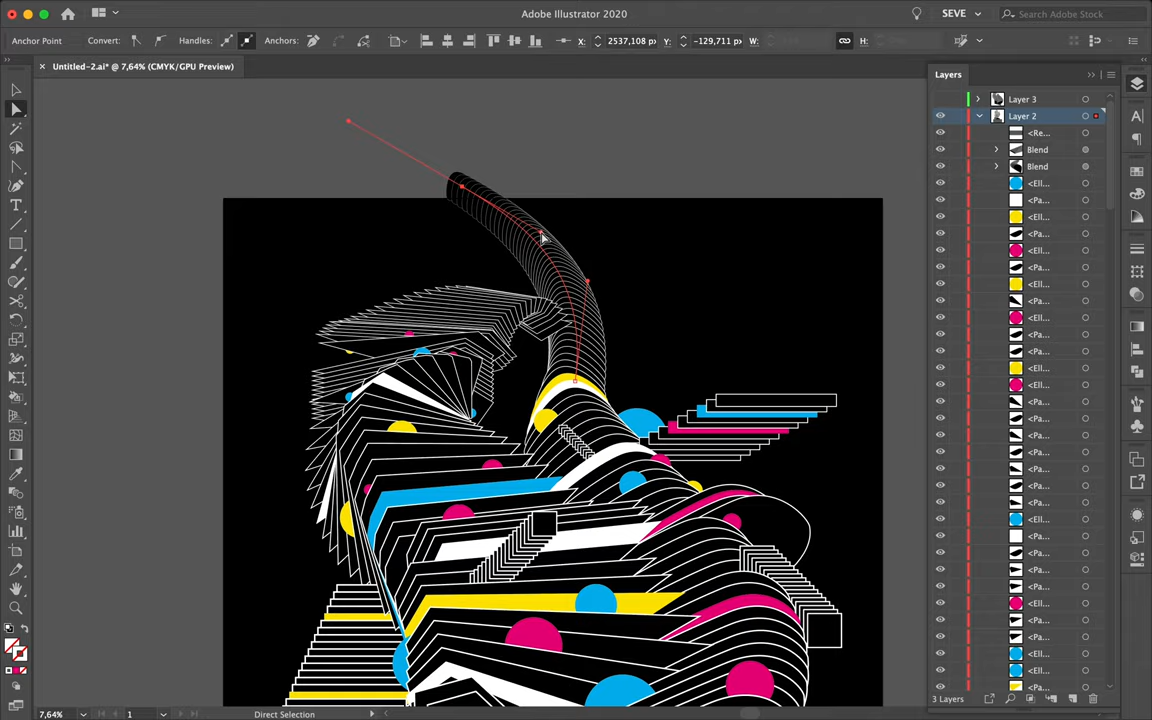 Adobe Illustrator 2020
SEVE
Search Adobe Stock
Anchor Point
Convert:
Handles:
Anchors:
X:
2537,108 px
Y:
-129,711 px
W:
H:
Untitled-2.ai* @ 7,64% (CMYK/GPU Preview)
Layers
Layer 3
Layer 2
<Re...
Blend
Blend
<Ell...
<Pa...
<Ell...
<Pa...
<Ell...
<Pa...
<Ell...
<Pa...
<Ell...
<Pa...
<Pa...
<Ell...
<Ell...
<Pa...
<Pa...
<Pa...
<Pa...
<Pa...
<Pa...
<Pa...
<Ell...
<Pa...
<Pa...
<Pa...
<Pa...
<Ell...
<Pa...
<Pa...
<Ell...
<Ell...
<Pa...
3 Layers
7,64%
1
Direct Selection